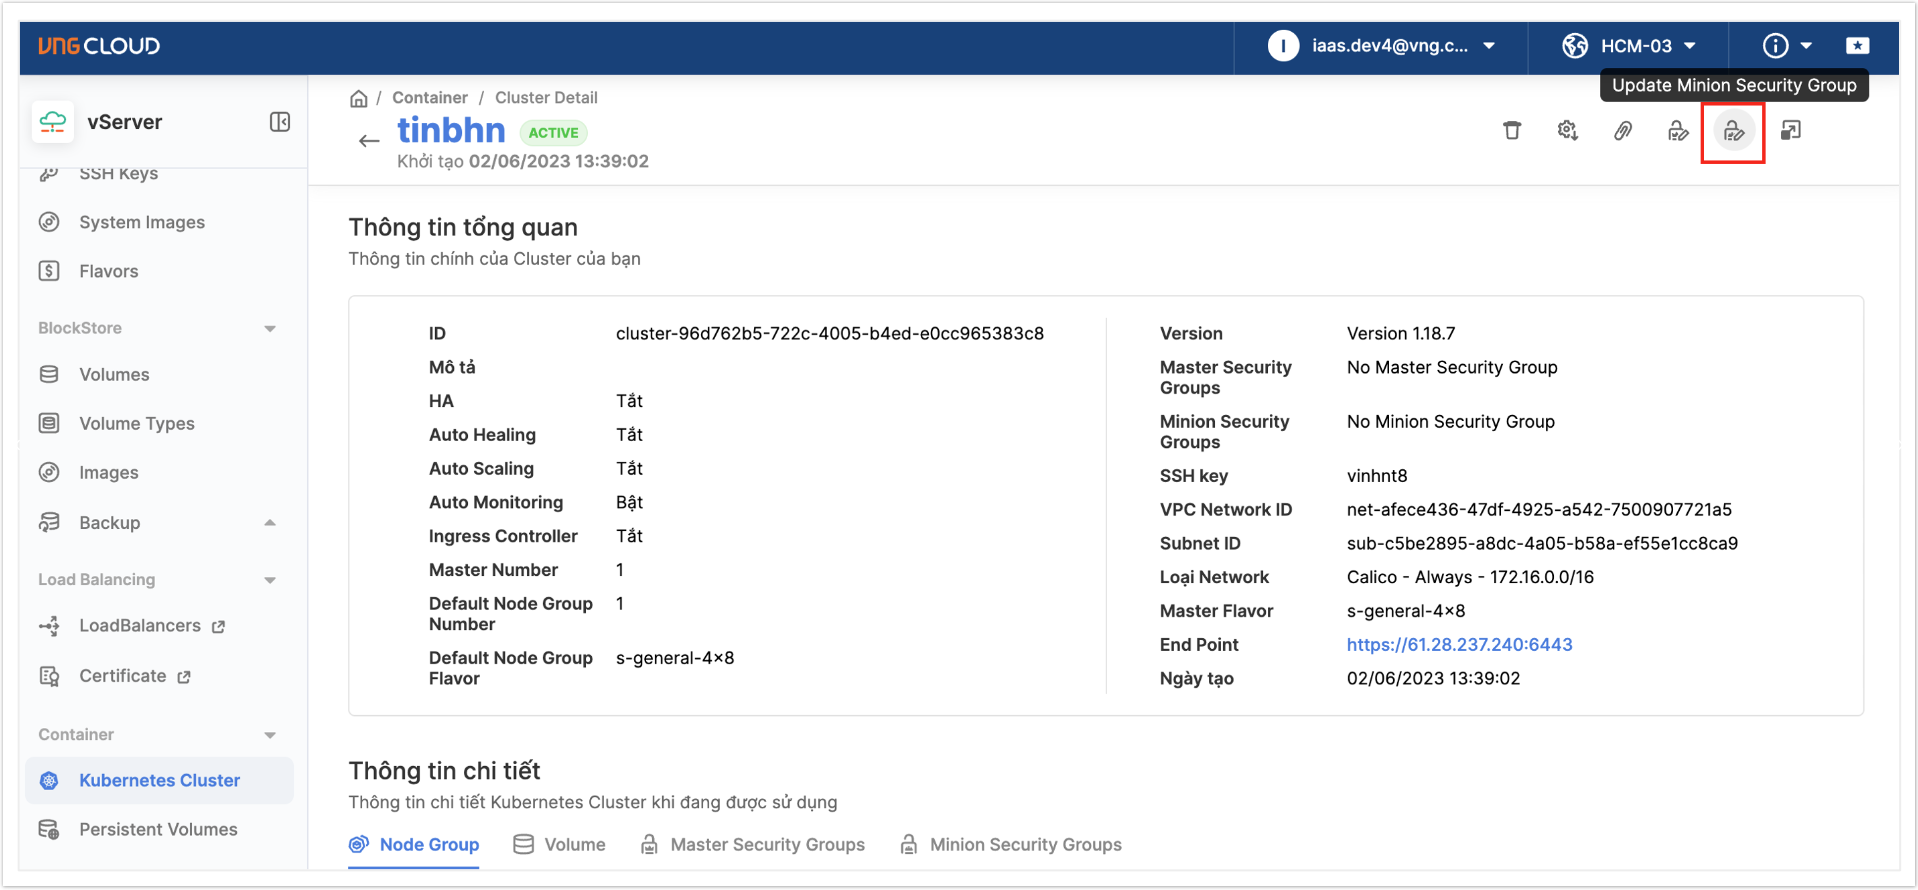 VNG CLOUD
I
iaas.dev4@vng.c...
HCM-03
Update Minion Security Group
vServer
SSH Keys
System Images
Flavors
BlockStore
Volumes
Volume Types
Images
Backup
Load Balancing
LoadBalancers
Certificate
Container
Kubernetes Cluster
Persistent Volumes
/ Container / Cluster Detail
tinbhn ACTIVE
Khởi tạo 02/06/2023 13:39:02
Thông tin tổng quan
Thông tin chính của Cluster của bạn
ID cluster-96d762b5-722c-4005-b4ed-e0cc965383c8
Mô tả
HA Tắt
Auto Healing Tắt
Auto Scaling Tắt
Auto Monitoring Bật
Ingress Controller Tắt
Master Number 1
Default Node Group 1
Number
Default Node Group s-general-4x8
Flavor
Version Version 1.18.7
Master Security No Master Security Group
Groups
Minion Security No Minion Security Group
Groups
SSH key vinhnt8
VPC Network ID net-afece436-47df-4925-a542-7500907721a5
Subnet ID sub-c5be2895-a8dc-4a05-b58a-ef55e1cc8ca9
Loại Network Calico - Always - 172.16.0.0/16
Master Flavor s-general-4x8
End Point https://61.28.237.240:6443
Ngày tạo 02/06/2023 13:39:02
Thông tin chi tiết
Thông tin chi tiết Kubernetes Cluster khi đang được sử dụng
Node Group Volume Master Security Groups Minion Security Groups